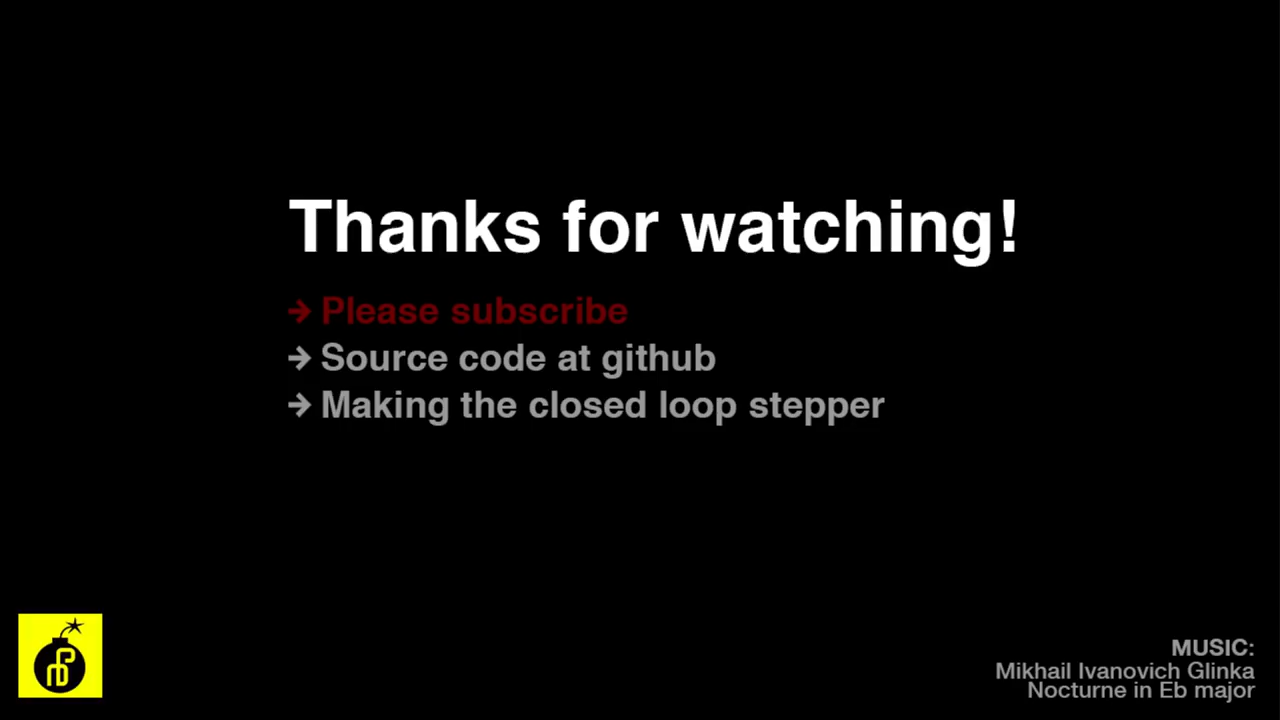 Thanks for watching!
→ Please subscribe
→ Source code at github
→ Making the closed loop stepper
MUSIC:
Mikhail Ivanovich Glinka
Nocturne in Eb major